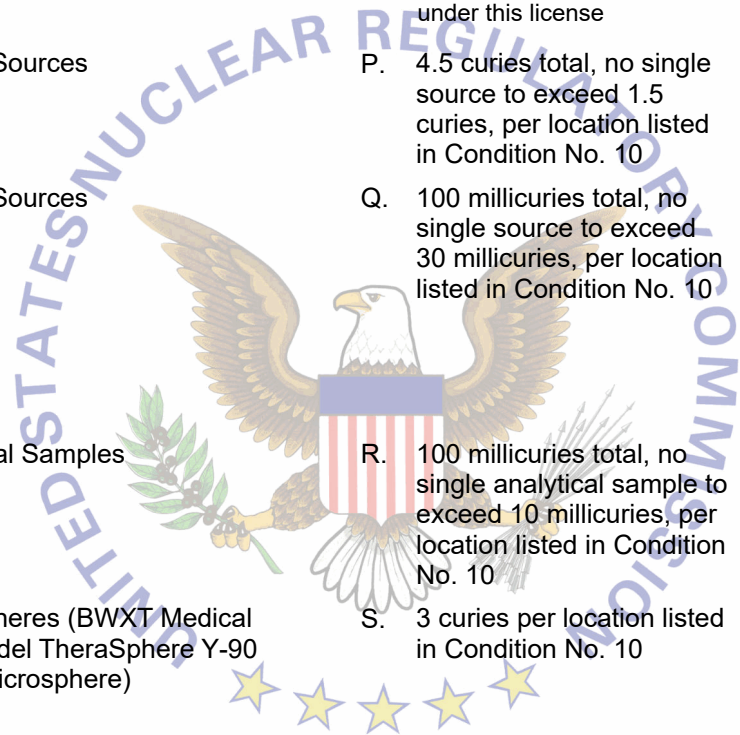 under this license
Sources
P. 4.5 curies total, no single
source to exceed 1.5
curies, per location listed
in Condition No. 10
Sources
Q. 100 millicuries total, no
single source to exceed
30 millicuries, per location
listed in Condition No. 10
al Samples
R. 100 millicuries total, no
single analytical sample to
exceed 10 millicuries, per
location listed in Condition
No. 10
heres (BWXT Medical
del TheraSphere Y-90
icrosphere)
S. 3 curies per location listed
in Condition No. 10
UNITED STATES NUCLEAR REGULATORY COMMISSION